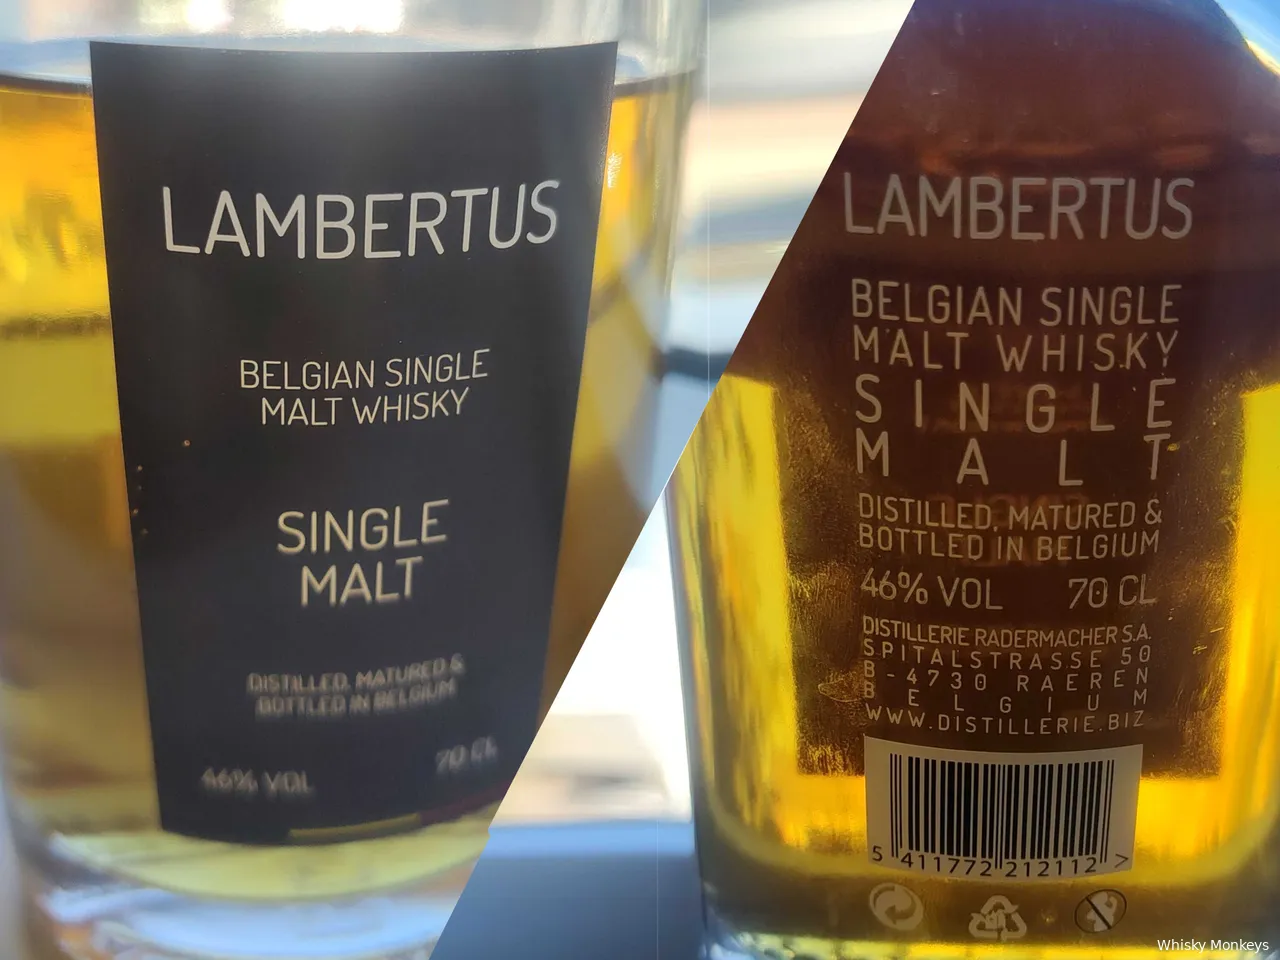 LAMBERTUS
BELGIAN SINGLE
MALT WHISKY
SINGLE
MALT
DISTILLED, MATURED &
BOTTLED IN BELGIUM
46% VOL 70 CL
LAMBERTUS
BELGIAN SINGLE
MALT WHISKY
SINGLE
MALT
DISTILLED, MATURED &
BOTTLED IN BELGIUM
46% VOL 70 CL
DISTILLERIE RADERMACHER S.A.
SPITALSTRASSE 50
B-4730 RAEREN
BELGIUM
WWW.DISTILLERIE.BIZ
5 411772 212112 >
Whisky Monkeys